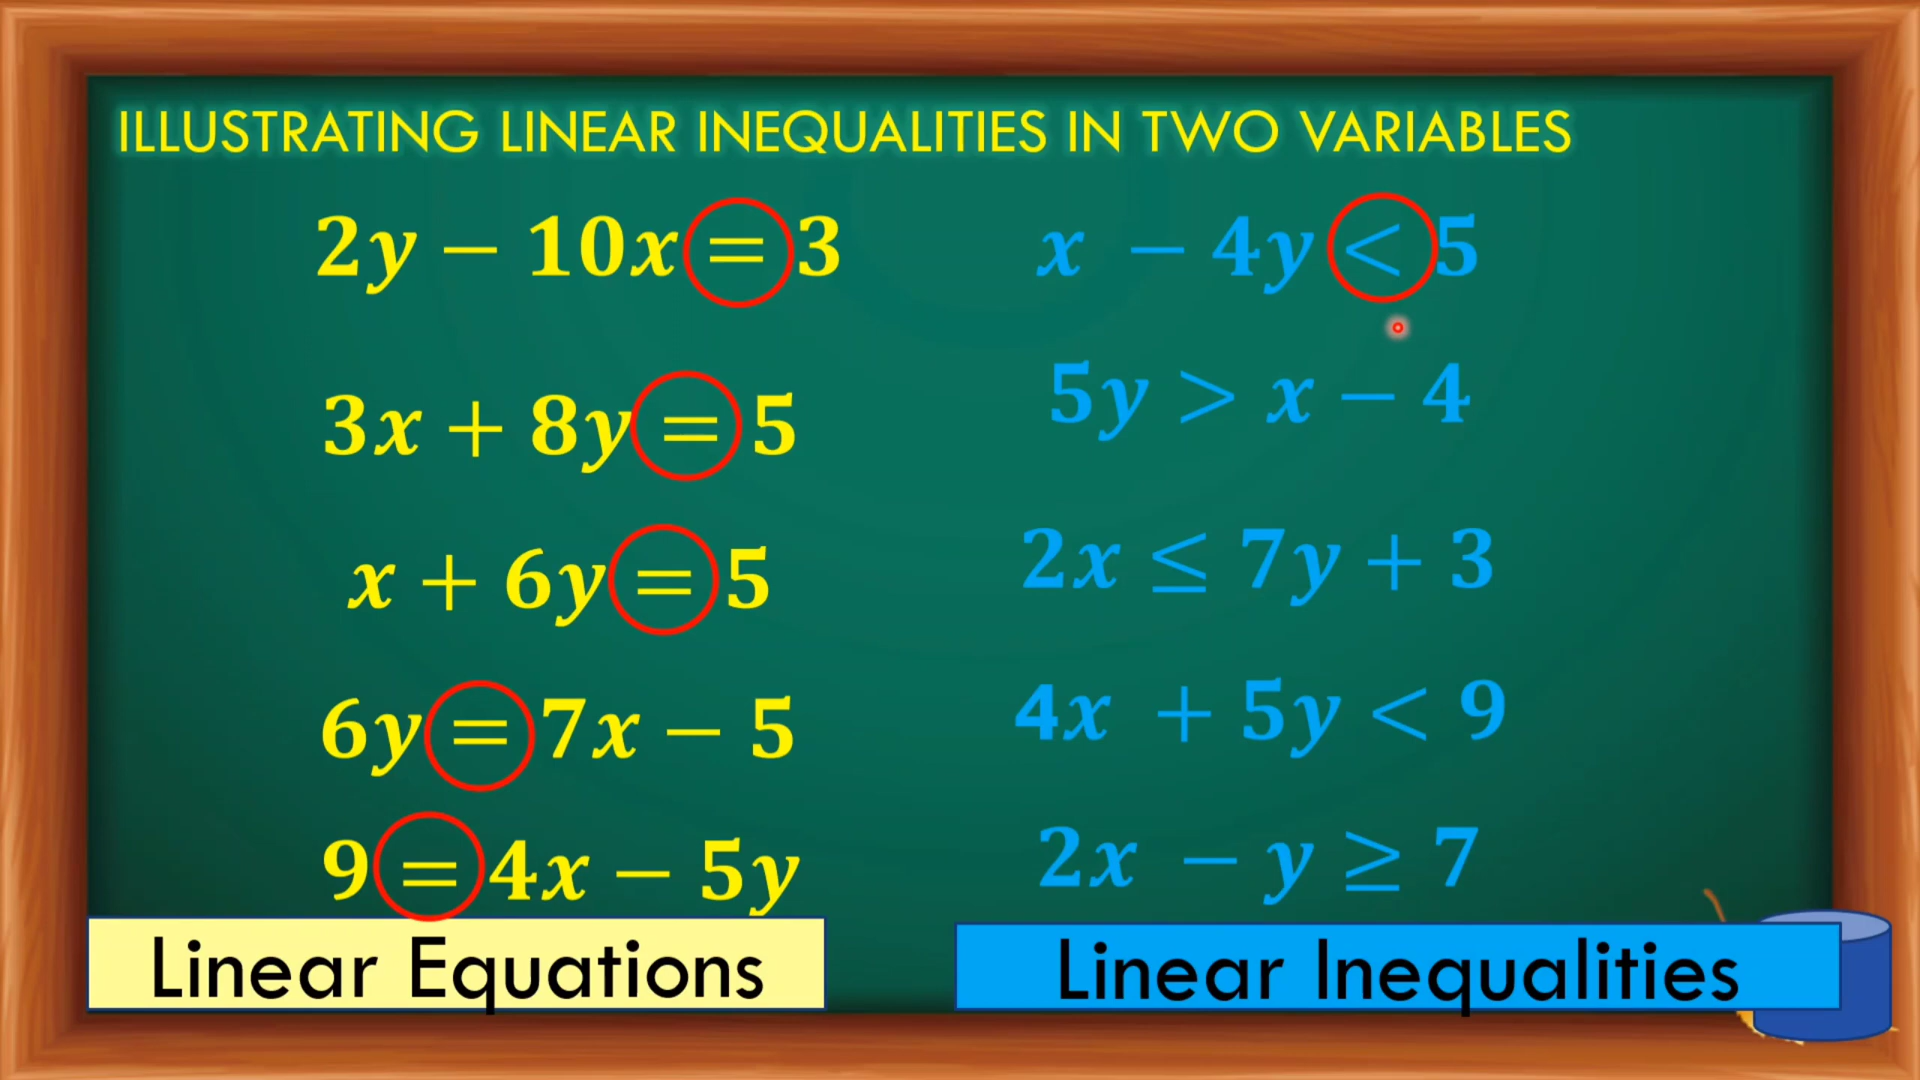 ILLUSTRATING LINEAR INEQUALITIES IN TWO VARIABLES
2y − 10x = 3
3x + 8y = 5
x + 6y = 5
6y = 7x − 5
9 = 4x − 5y
Linear Equations
x − 4y < 5
5y > x − 4
2x ≤ 7y + 3
4x + 5y < 9
2x − y ≥ 7
Linear Inequalities